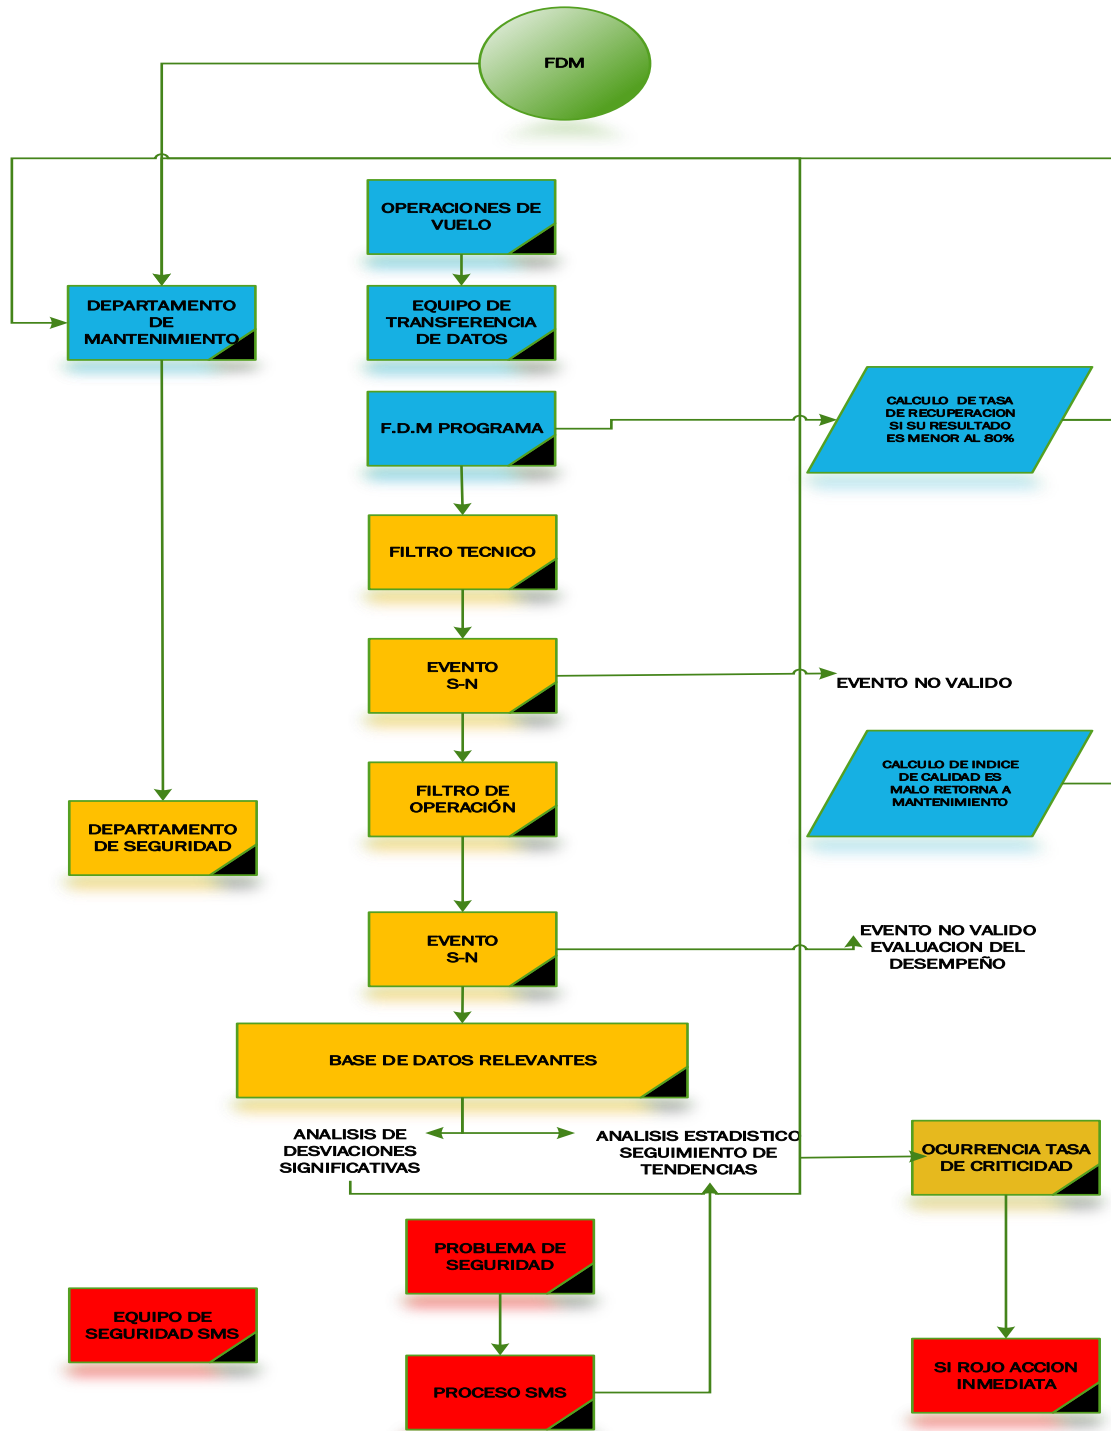 FDM
OPERACIONES DE
VUELO
DEPARTAMENTO
DE
MANTENIMIENTO
EQUIPO DE
TRANSFERENCIA
DE DATOS
F.D.M PROGRAMA
CALCULO DE TASA
DE RECUPERACION
SI SU RESULTADO
ES MENOR AL 80%
FILTRO TECNICO
EVENTO
S-N
EVENTO NO VALIDO
FILTRO DE
OPERACIÓN
CALCULO DE INDICE
DE CALIDAD ES
MALO RETORNA A
MANTENIMIENTO
DEPARTAMENTO
DE SEGURIDAD
EVENTO
S-N
EVENTO NO VALIDO
EVALUACION DEL
DESEMPEÑO
BASE DE DATOS RELEVANTES
ANALISIS DE
DESVIACIONES
SIGNIFICATIVAS
ANALISIS ESTADISTICO
SEGUIMIENTO DE
TENDENCIAS
OCURRENCIA TASA
DE CRITICIDAD
PROBLEMA DE
SEGURIDAD
EQUIPO DE
SEGURIDAD SMS
PROCESO SMS
SI ROJO ACCION
INMEDIATA